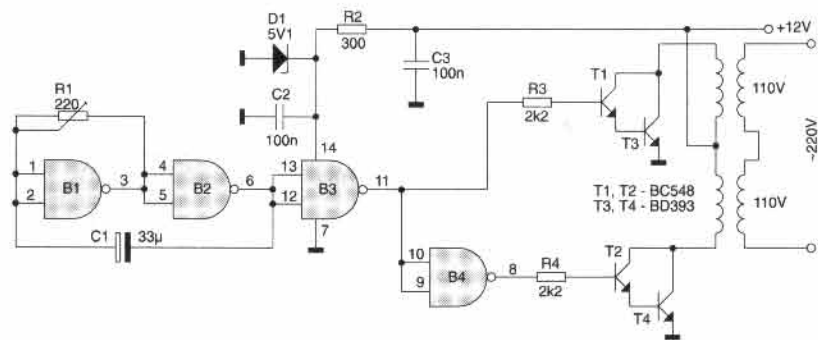 D1
5V1
R2
300
+12V
C3
100n
C2
100n
R1
220
R3
2k2
T1
T3
110V
~220V
14
1
2
B1
3
4
5
B2
6
13
12
B3
11
7
C1
33µ
T1, T2 - BC548
T3, T4 - BD393
110V
10
9
B4
8
R4
2k2
T2
T4